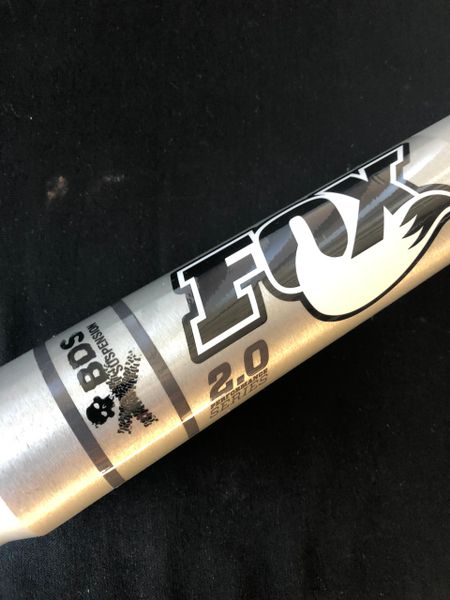 FOX
2.0
PERFORMANCE
SERIES
BDS
SUSPENSION